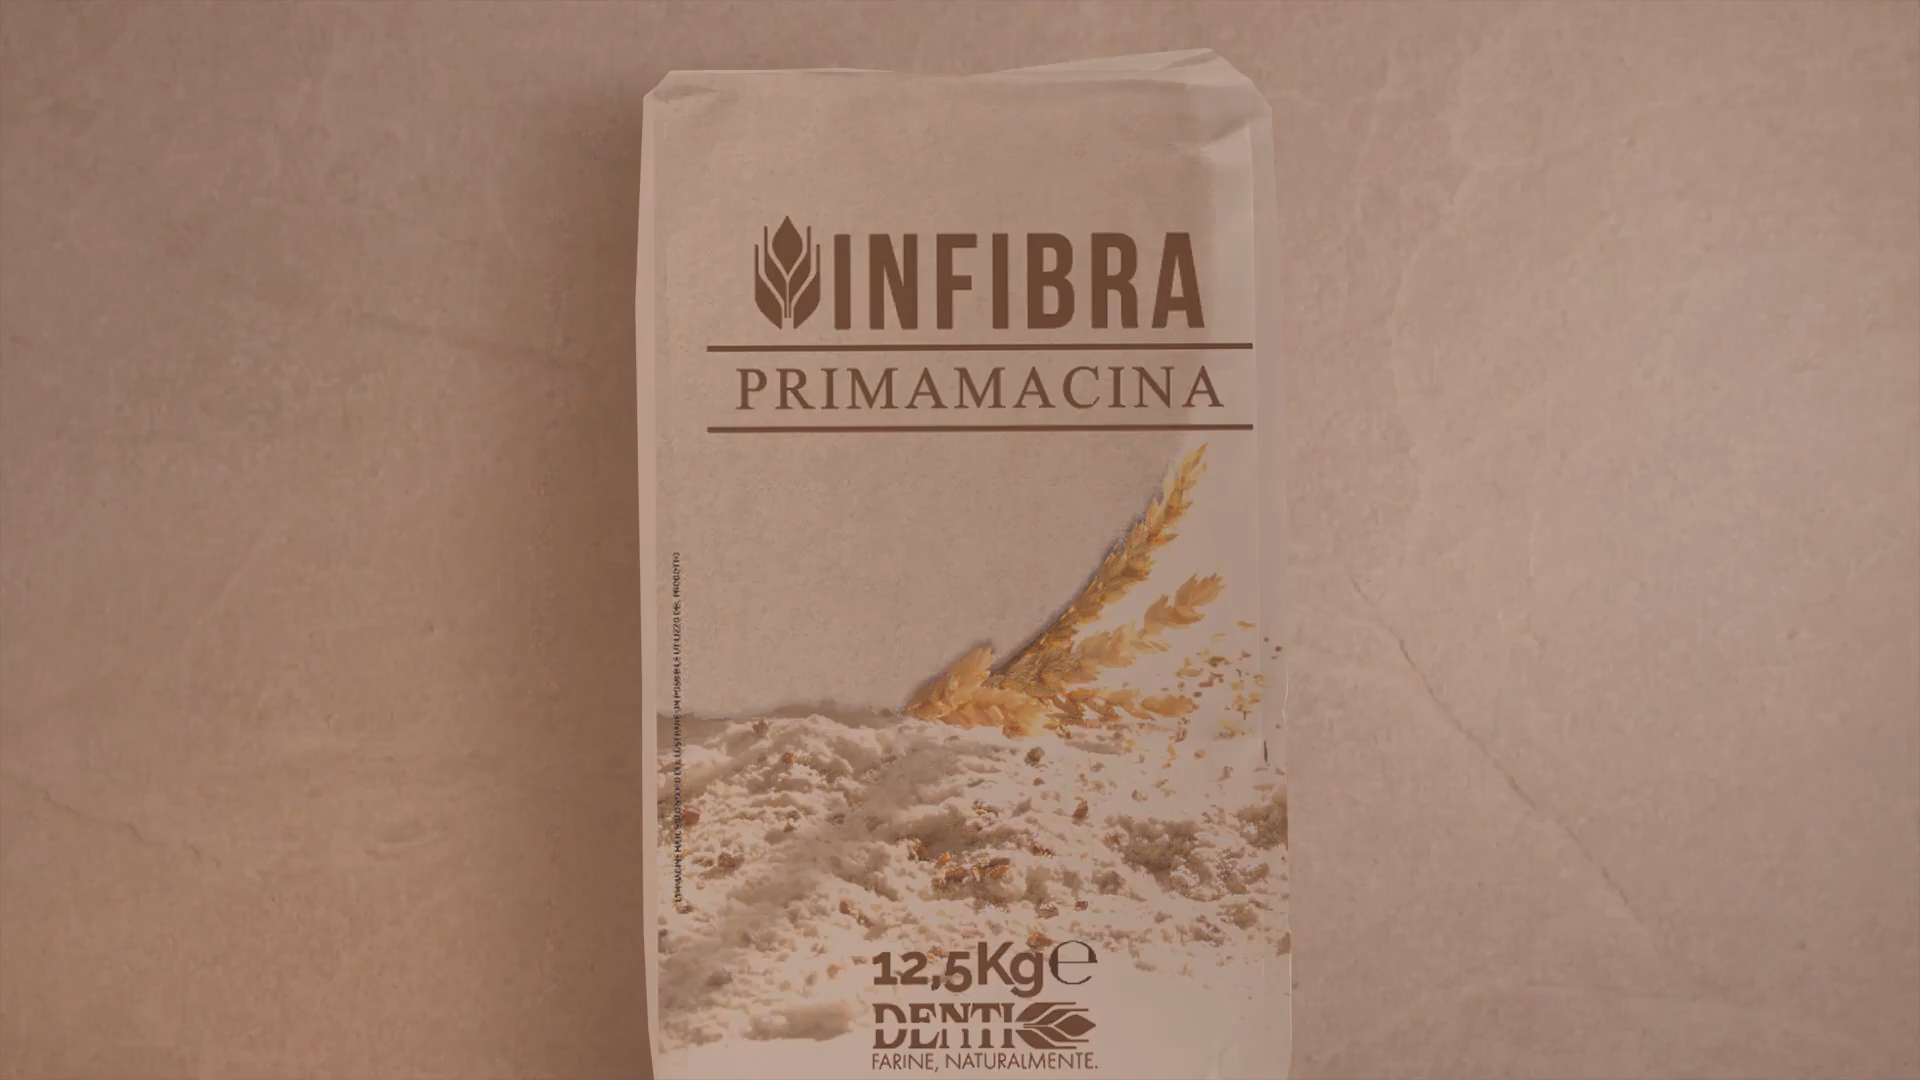 INFIBRA
PRIMAMACINA
12,5Kg℮
DENTI
FARINE, NATURALMENTE.